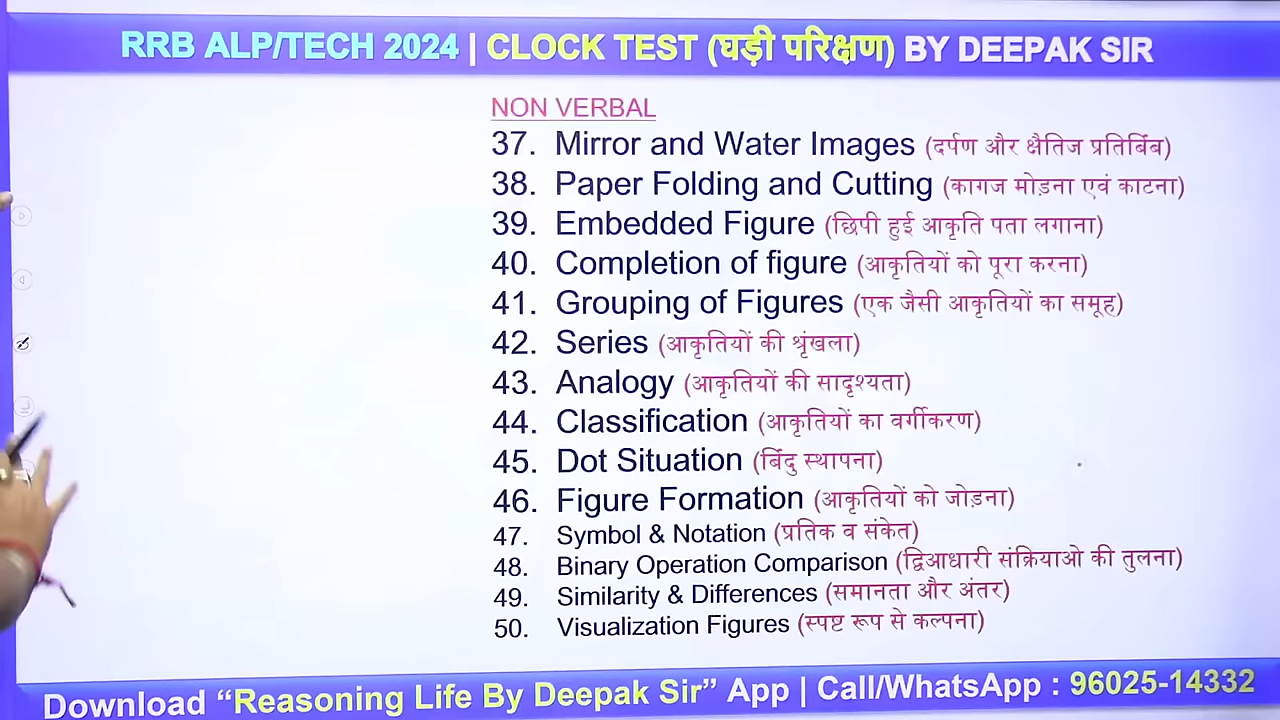 RRB ALP/TECH 2024 | CLOCK TEST (घड़ी परिक्षण) BY DEEPAK SIR
NON VERBAL
37. Mirror and Water Images (दर्पण और क्षैतिज प्रतिबिंब)
38. Paper Folding and Cutting (कागज मोड़ना एवं काटना)
39. Embedded Figure (छिपी हुई आकृति पता लगाना)
40. Completion of figure (आकृतियों को पूरा करना)
41. Grouping of Figures (एक जैसी आकृतियों का समूह)
42. Series (आकृतियों की श्रृंखला)
43. Analogy (आकृतियों की सादृश्यता)
44. Classification (आकृतियों का वर्गीकरण)
45. Dot Situation (बिंदु स्थापना)
46. Figure Formation (आकृतियों को जोड़ना)
47. Symbol & Notation (प्रतिक व संकेत)
48. Binary Operation Comparison (द्विआधारी संक्रियाओ की तुलना)
49. Similarity & Differences (समानता और अंतर)
50. Visualization Figures (स्पष्ट रूप से कल्पना)
Download “Reasoning Life By Deepak Sir” App | Call/WhatsApp : 96025-14332